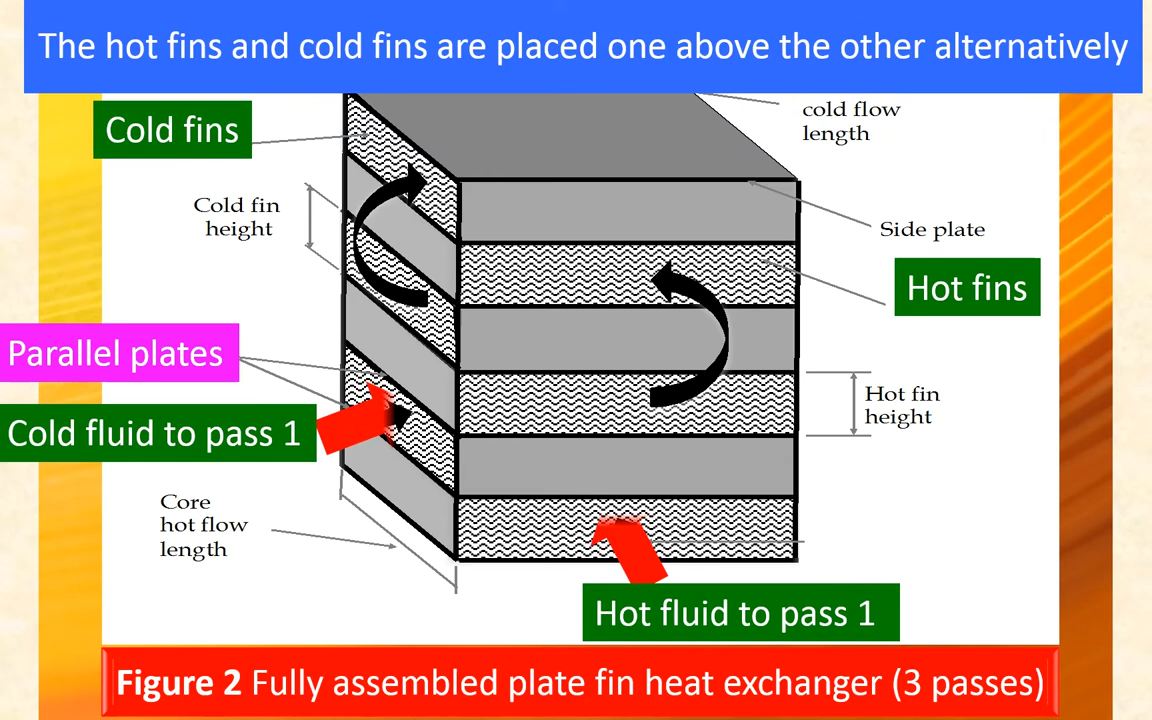 The hot fins and cold fins are placed one above the other alternatively
cold flow
length
Cold fins
Cold fin
height
Side plate
Hot fins
Parallel plates
Hot fin
height
Cold fluid to pass 1
Core
hot flow
length
Hot fluid to pass 1
Figure 2 Fully assembled plate fin heat exchanger (3 passes)